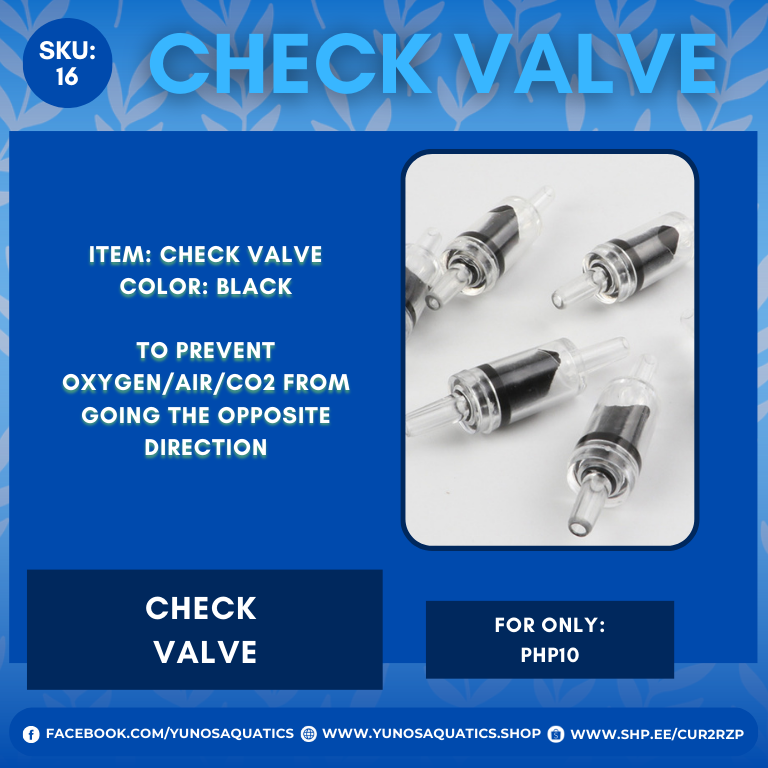 SKU:
16
CHECK VALVE
ITEM: CHECK VALVE
COLOR: BLACK
TO PREVENT
OXYGEN/AIR/CO2 FROM
GOING THE OPPOSITE
DIRECTION
CHECK
VALVE
FOR ONLY:
PHP10
FACEBOOK.COM/YUNOSAQUATICS WWW.YUNOSAQUATICS.SHOP WWW.SHP.EE/CUR2RZP